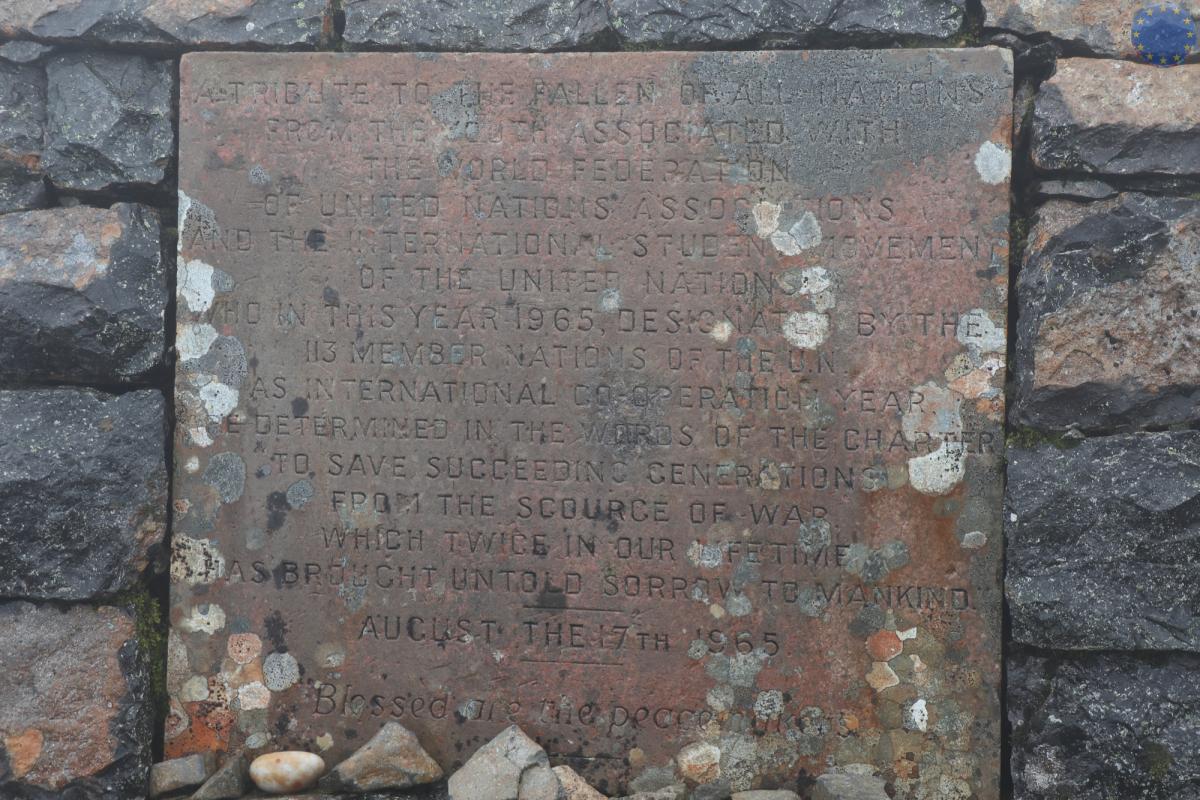 A TRIBUTE TO THE FALLEN OF ALL NATIONS
FROM THE YOUTH ASSOCIATED WITH
THE WORLD FEDERATION
OF UNITED NATIONS ASSOCIATIONS
AND THE INTERNATIONAL STUDENT MOVEMENT
OF THE UNITED NATIONS
WHO IN THIS YEAR 1965, DESIGNATED BY THE
113 MEMBER NATIONS OF THE U.N.
AS INTERNATIONAL CO-OPERATION YEAR
ARE DETERMINED IN THE WORDS OF THE CHARTER
"TO SAVE SUCCEEDING GENERATIONS
FROM THE SCOURGE OF WAR
WHICH TWICE IN OUR LIFETIME
HAS BROUGHT UNTOLD SORROW TO MANKIND."
AUGUST THE 17TH 1965
Blessed are the peacemakers